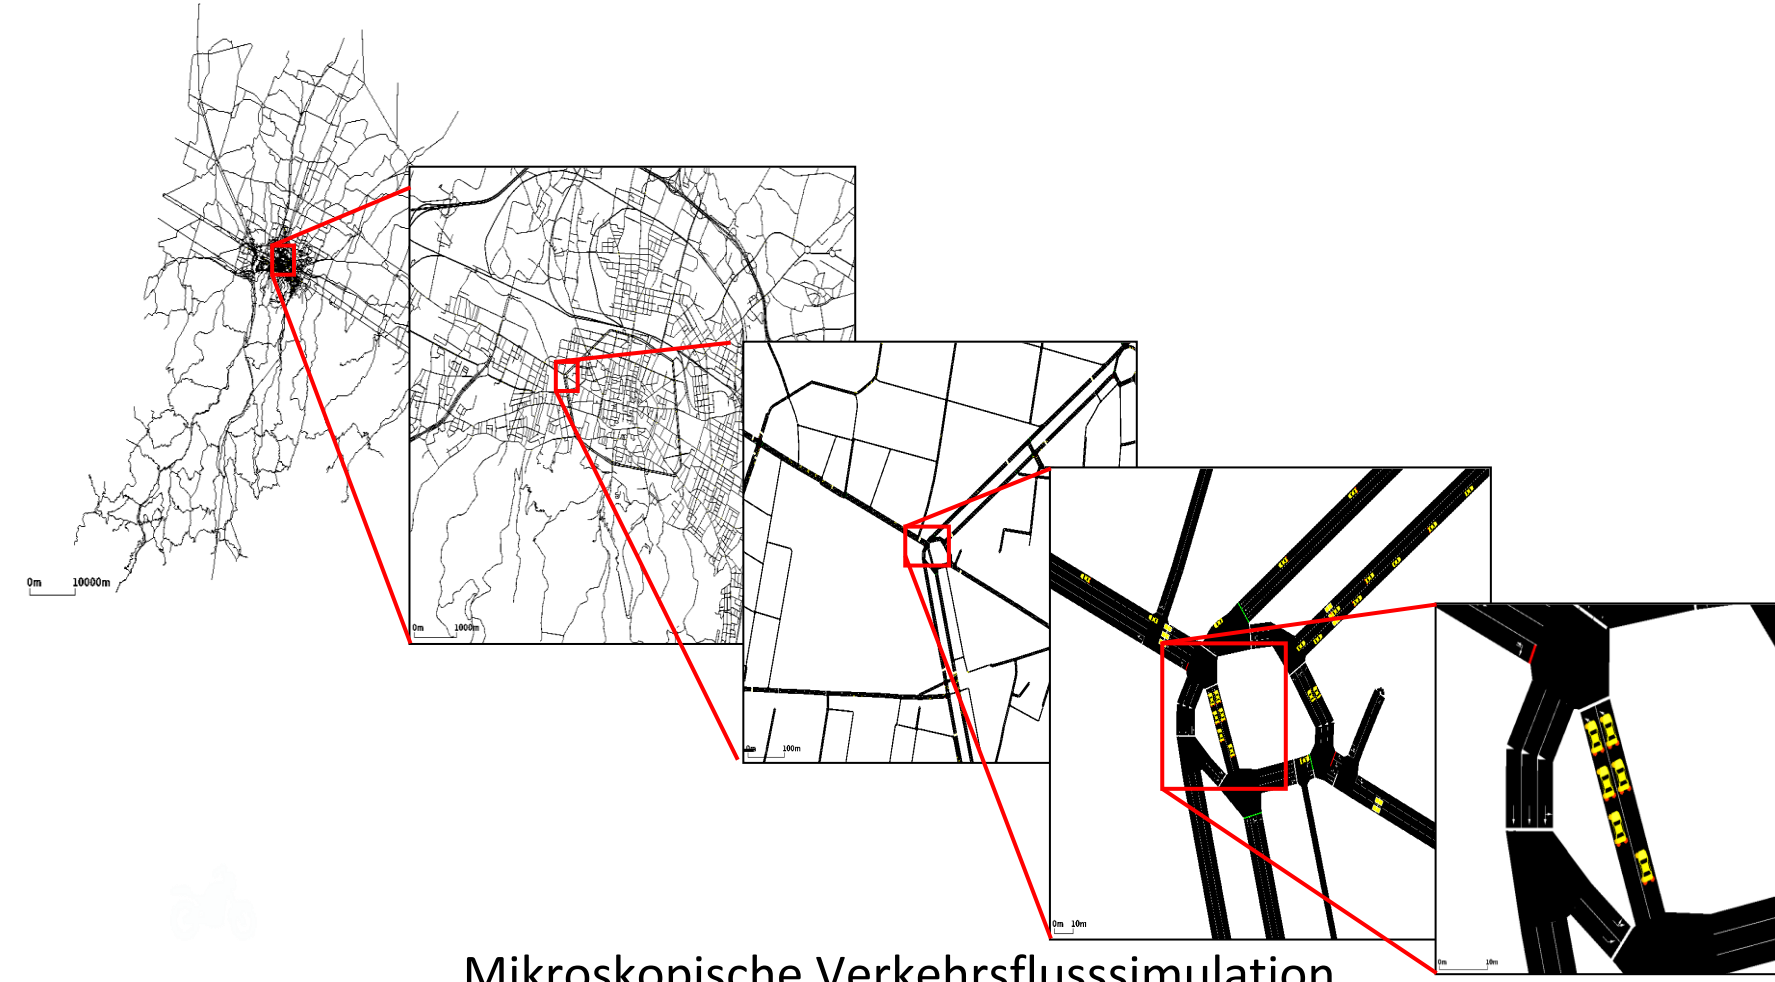 0m 10000m
0m 1000m
0m 100m
0m 10m
0m 10m
Mikroskopische Verkehrsflusssimulation